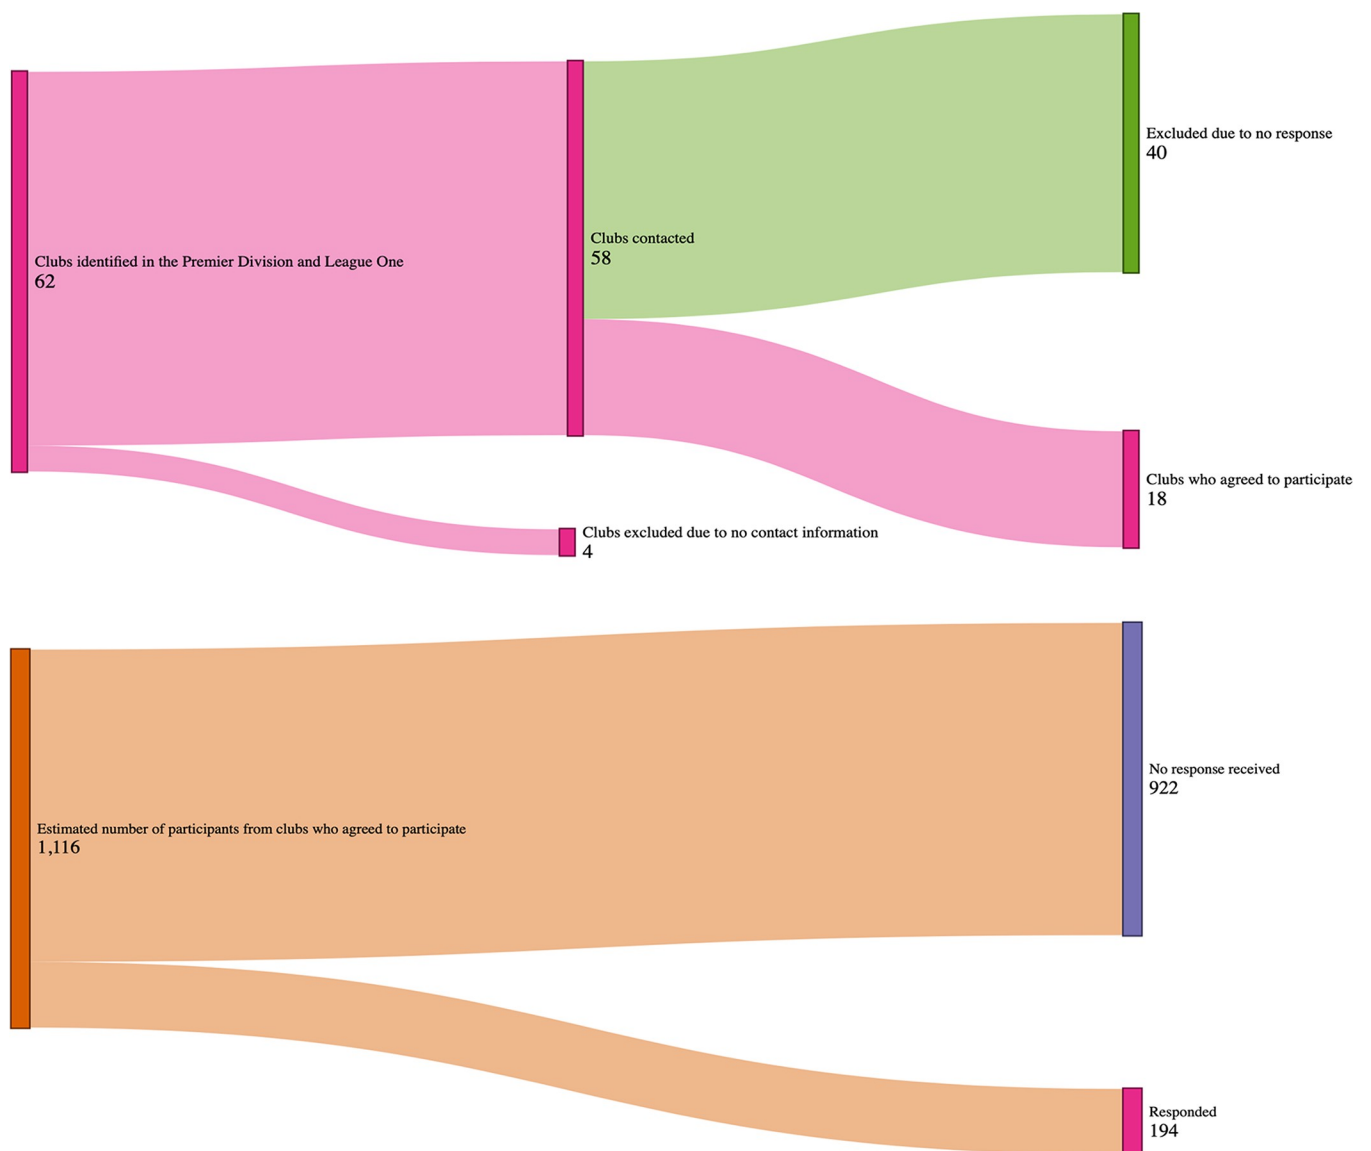 Excluded due to no response
40
Clubs contacted
58
Clubs identified in the Premier Division and League One
62
Clubs who agreed to participate
18
Clubs excluded due to no contact information
4
No response received
922
Estimated number of participants from clubs who agreed to participate
1,116
Responded
194